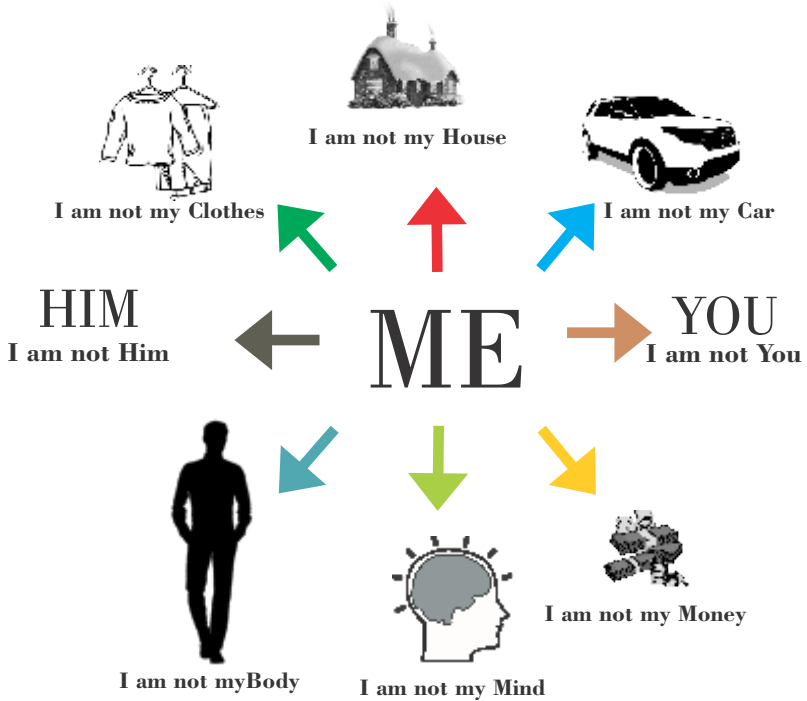 I am not my House
I am not my Clothes
I am not my Car
HIM
I am not Him
ME
YOU
I am not You
I am not my Money
I am not myBody
I am not my Mind